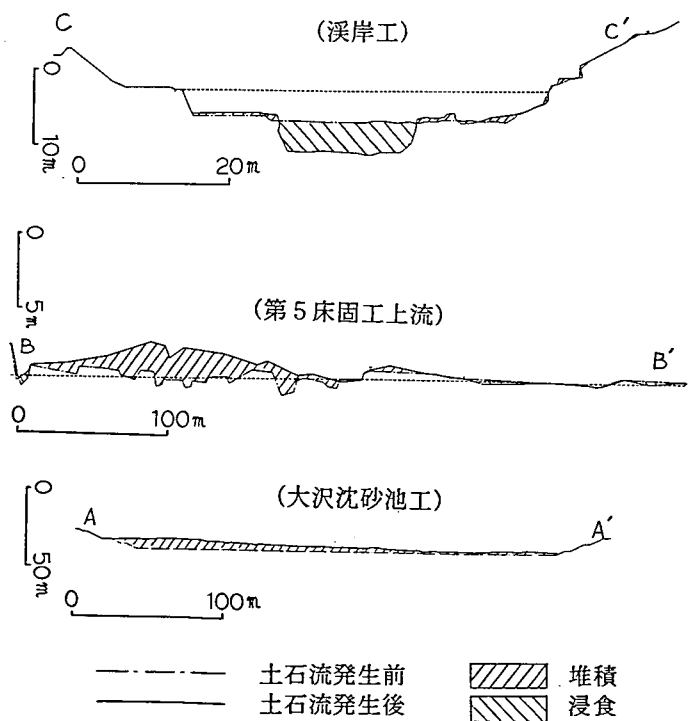 (渓岸工)
C
C′
0
10m
0 20m
(第5床固工上流)
0
5m
B
B′
0 100m
(大沢沈砂池工)
0
50m
A
A′
0 100m
土石流発生前
堆積
土石流発生後
浸食